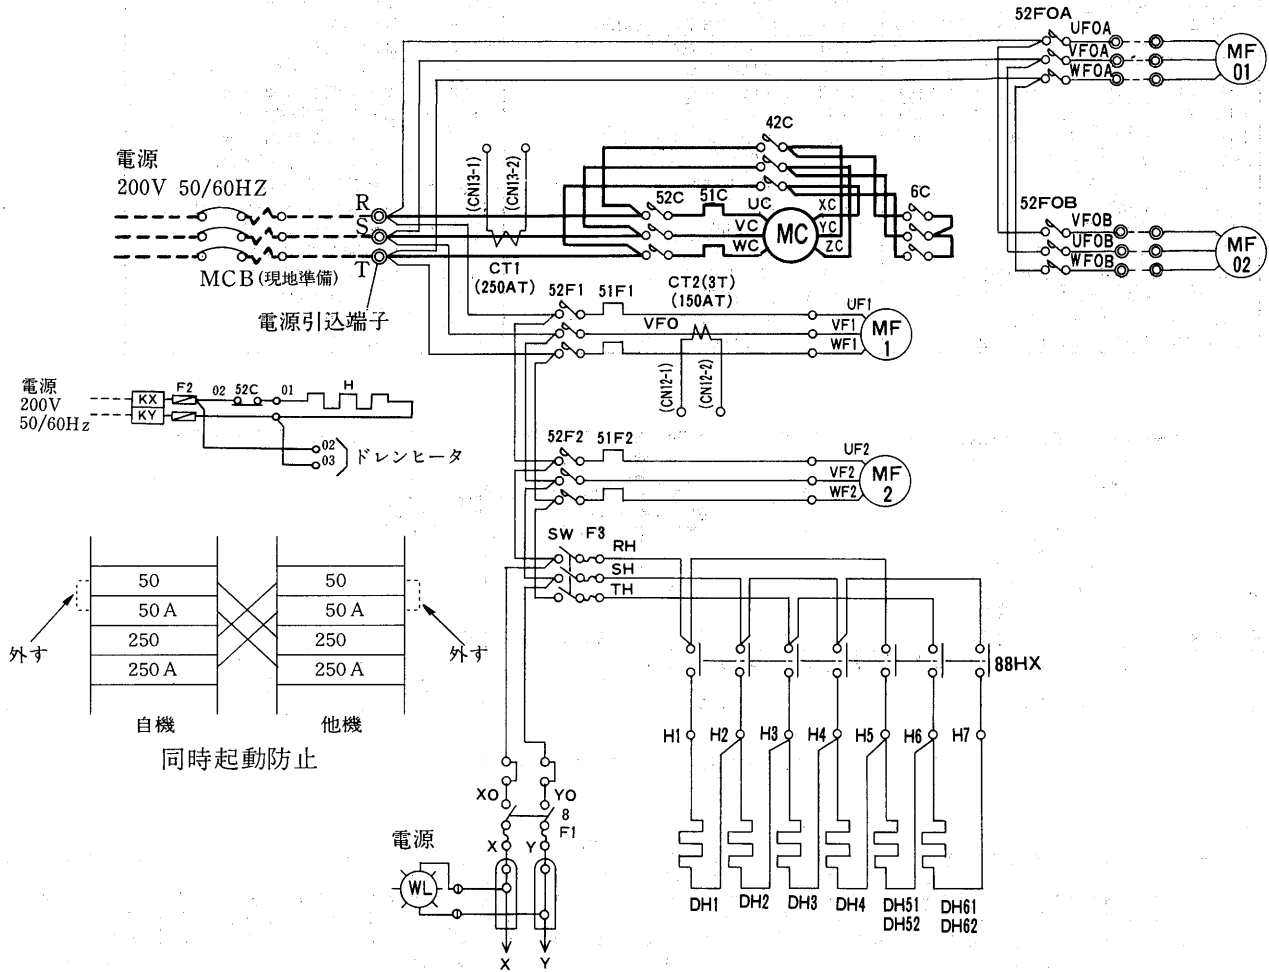 52FOA
UFOA
VFOA
WFOA
MF
01
42C
電源
200V 50/60HZ
(CN13-1)
(CN13-2)
R
S
T
52C
51C
UC
VC
WC
MC
XC
YC
ZC
6C
52FOB
VFOB
UFOB
WFOB
MF
02
MCB(現地準備)
電源引込端子
CT1
(250AT)
CT2(3T)
(150AT)
52F1
51F1
VFO
UF1
VF1
WF1
MF
1
(CN12-1)
(CN12-2)
電源
200V
50/60Hz
KX
KY
F2
02
52C
01
H
02
03
ドレンヒータ
52F2
51F2
UF2
VF2
WF2
MF
2
SW
F3
RH
SH
TH
50
50
50A
50A
250
250
250A
250A
外す
外す
自機
他機
同時起動防止
88HX
H1
H2
H3
H4
H5
H6
H7
XO
YO
8
F1
X
Y
電源
WL
DH1
DH2
DH3
DH4
DH51
DH52
DH61
DH62
X
Y